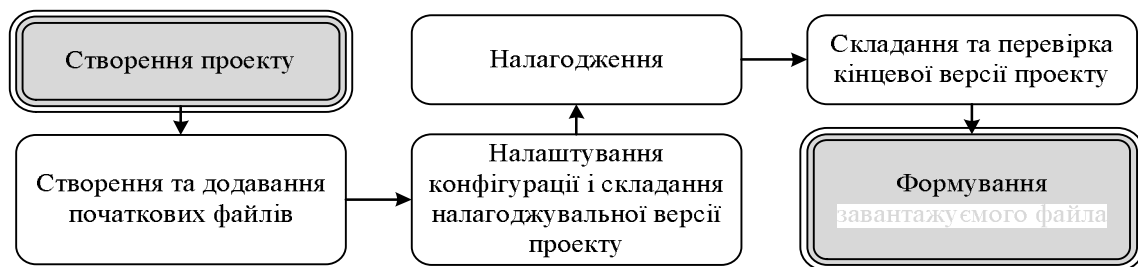 Створення проекту
Створення та додавання
початкових файлів
Налаштування
конфігурації і складання
налагоджувальної версії
проекту
Налагодження
Складання та перевірка
кінцевої версії проекту
Формування
завантажуємого файла